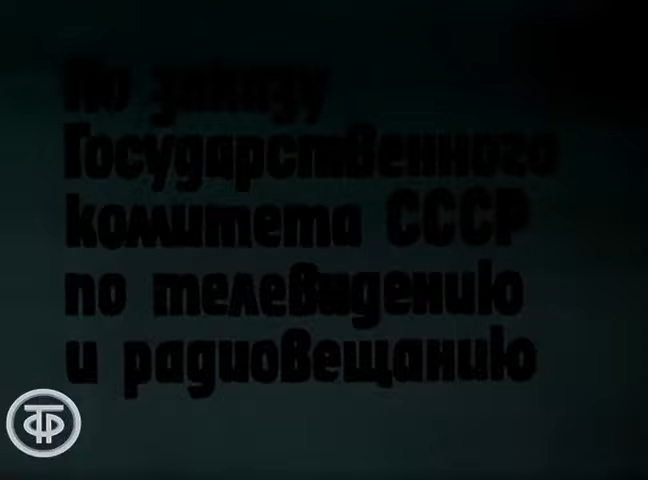 По заказу
Государственного
комитета СССР
по телевидению
и радиовещанию